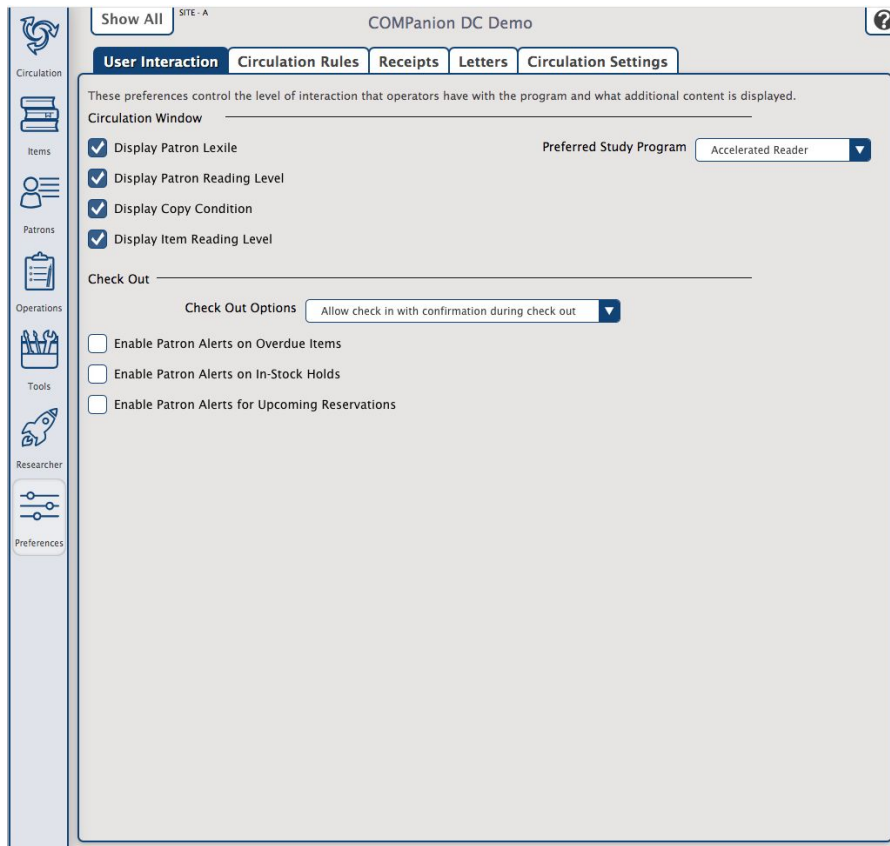 Show All
SITE - A
COMPanion DC Demo
?
User Interaction
Circulation Rules
Receipts
Letters
Circulation Settings
These preferences control the level of interaction that operators have with the program and what additional content is displayed.
Circulation Window
Display Patron Lexile
Preferred Study Program
Accelerated Reader
Display Patron Reading Level
Display Copy Condition
Display Item Reading Level
Check Out
Check Out Options
Allow check in with confirmation during check out
Enable Patron Alerts on Overdue Items
Enable Patron Alerts on In-Stock Holds
Enable Patron Alerts for Upcoming Reservations
Circulation
Items
Patrons
Operations
Tools
Researcher
Preferences